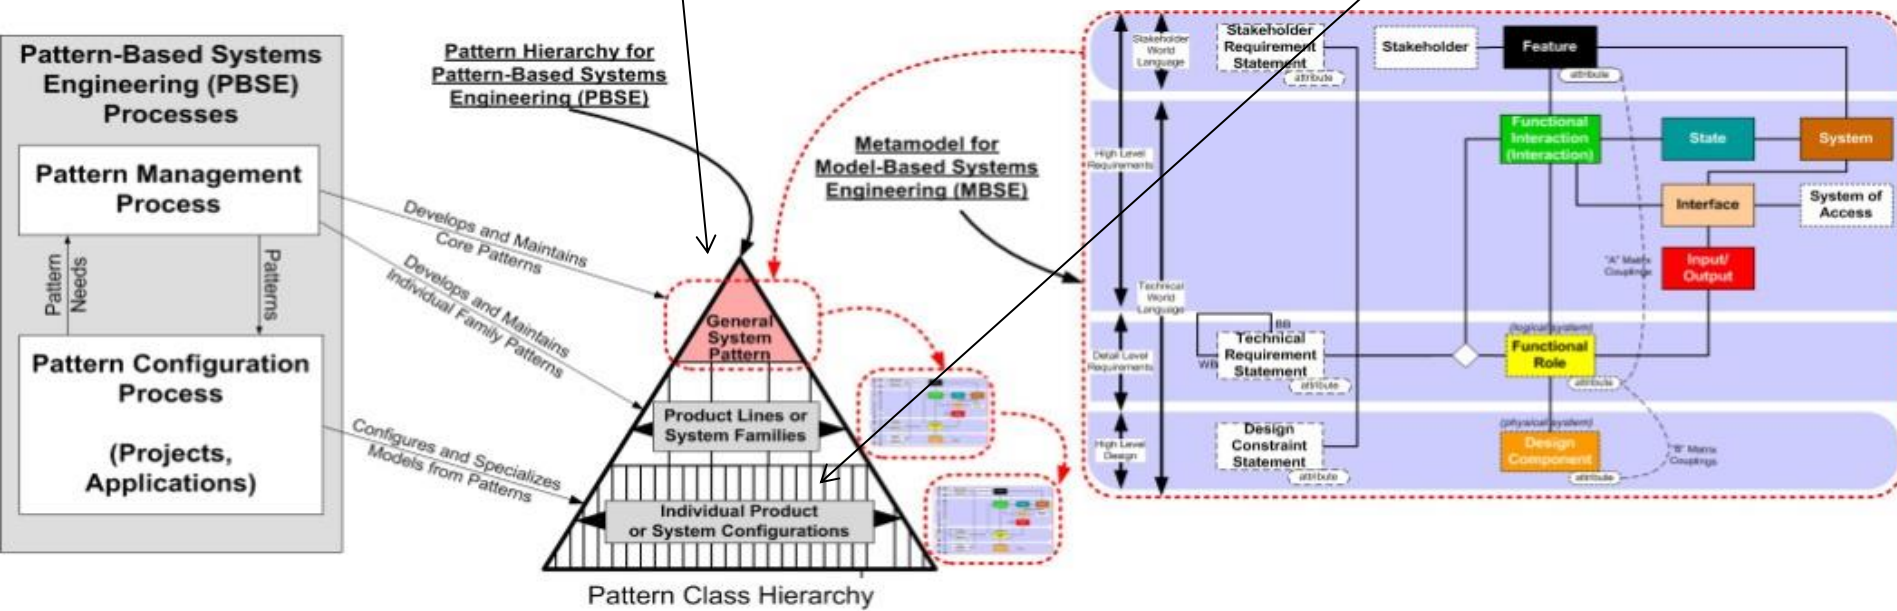 Pattern-Based Systems
Engineering (PBSE)
Processes
Pattern Management
Process
Pattern
Needs
Patterns
Pattern Configuration
Process
(Projects,
Applications)
Develops and Maintains
Core Patterns
Develops and Maintains
Individual Family Patterns
Configures and Specializes
Models from Patterns
Pattern Hierarchy for
Pattern-Based Systems
Engineering (PBSE)
General
System
Pattern
Product Lines or
System Families
Individual Product
or System Configurations
Pattern Class Hierarchy
Metamodel for
Model-Based Systems
Engineering (MBSE)
Stakeholder
World
Language
High Level
Requirements
Technical
World
Language
Detail Level
Requirements
High Level
Design
Stakeholder
Requirement
Statement
attribute
Stakeholder
Feature
attribute
Functional
Interaction
(Interaction)
State
System
Interface
System of
Access
Input/
Output
"A" Matrix
Couplings
BB
WB
Technical
Requirement
Statement
attribute
(logical system)
Functional
Role
attribute
Design
Constraint
Statement
attribute
(physical system)
Design
Component
attribute
"B" Matrix
Couplings